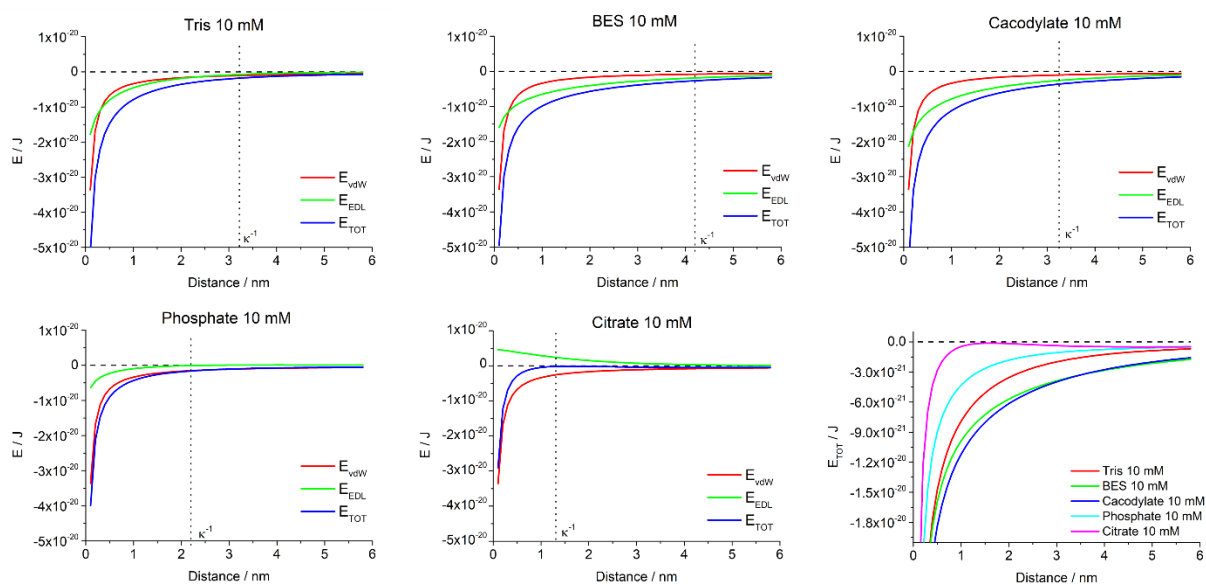 Tris 10 mM
1x10⁻²⁰
0
-1x10⁻²⁰
-2x10⁻²⁰
-3x10⁻²⁰
-4x10⁻²⁰
-5x10⁻²⁰
E / J
E_vdW
E_EDL
E_TOT
κ⁻¹
0 1 2 3 4 5 6
Distance / nm
BES 10 mM
1x10⁻²⁰
0
-1x10⁻²⁰
-2x10⁻²⁰
-3x10⁻²⁰
-4x10⁻²⁰
-5x10⁻²⁰
E / J
E_vdW
E_EDL
E_TOT
κ⁻¹
0 1 2 3 4 5 6
Distance / nm
Cacodylate 10 mM
1x10⁻²⁰
0
-1x10⁻²⁰
-2x10⁻²⁰
-3x10⁻²⁰
-4x10⁻²⁰
-5x10⁻²⁰
E / J
E_vdW
E_EDL
E_TOT
κ⁻¹
0 1 2 3 4 5 6
Distance / nm
Phosphate 10 mM
1x10⁻²⁰
0
-1x10⁻²⁰
-2x10⁻²⁰
-3x10⁻²⁰
-4x10⁻²⁰
-5x10⁻²⁰
E / J
E_vdW
E_EDL
E_TOT
κ⁻¹
0 1 2 3 4 5 6
Distance / nm
Citrate 10 mM
1x10⁻²⁰
0
-1x10⁻²⁰
-2x10⁻²⁰
-3x10⁻²⁰
-4x10⁻²⁰
-5x10⁻²⁰
E / J
E_vdW
E_EDL
E_TOT
κ⁻¹
0 1 2 3 4 5 6
Distance / nm
0.0
-3.0x10⁻²¹
-6.0x10⁻²¹
-9.0x10⁻²¹
-1.2x10⁻²⁰
-1.5x10⁻²⁰
-1.8x10⁻²⁰
E_TOT / J
Tris 10 mM
BES 10 mM
Cacodylate 10 mM
Phosphate 10 mM
Citrate 10 mM
0 1 2 3 4 5 6
Distance / nm